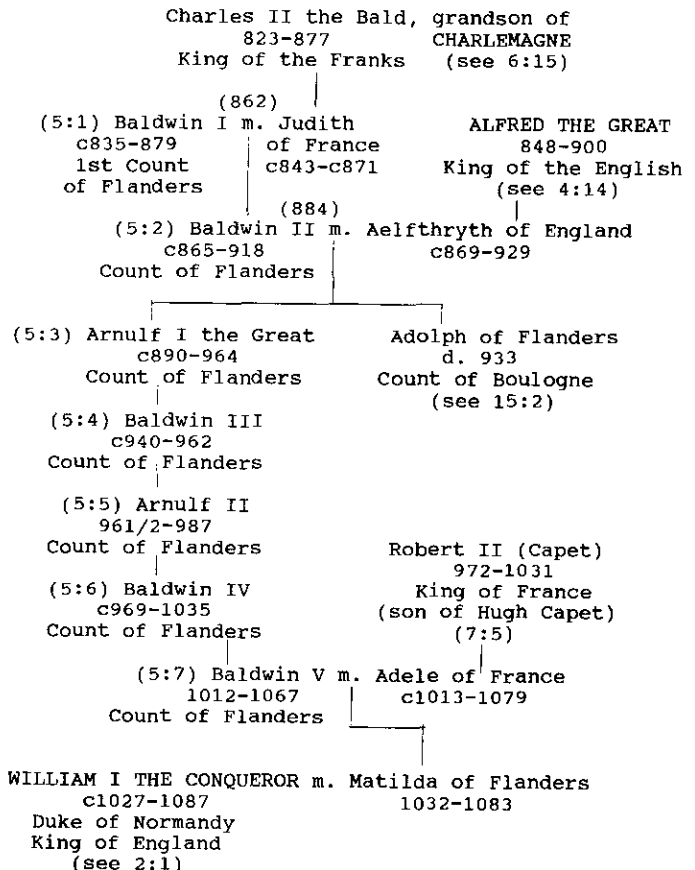 Charles II the Bald, grandson of
823-877 CHARLEMAGNE
King of the Franks (see 6:15)
(862)
(5:1) Baldwin I m. Judith ALFRED THE GREAT
c835-879 of France 848-900
1st Count c843-c871 King of the English
of Flanders (see 4:14)
(884)
(5:2) Baldwin II m. Aelfthryth of England
c865-918 c869-929
Count of Flanders
(5:3) Arnulf I the Great Adolph of Flanders
c890-964 d. 933
Count of Flanders Count of Boulogne
(see 15:2)
(5:4) Baldwin III
c940-962
Count of Flanders
(5:5) Arnulf II
961/2-987
Count of Flanders Robert II (Capet)
972-1031
(5:6) Baldwin IV King of France
c969-1035 (son of Hugh Capet)
Count of Flanders (7:5)
(5:7) Baldwin V m. Adele of France
1012-1067 c1013-1079
Count of Flanders
WILLIAM I THE CONQUEROR m. Matilda of Flanders
c1027-1087 1032-1083
Duke of Normandy
King of England
(see 2:1)